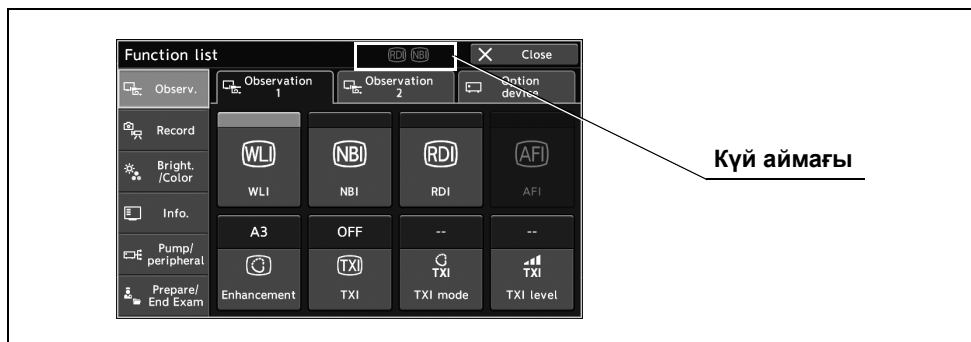 Function list
RDI NBI
Close
Observ.
Observation
1
Observation
2
Option
device
Record
Bright.
/Color
Info.
Pump/
peripheral
Prepare/
End Exam
WLI
WLI
NBI
NBI
RDI
RDI
AFI
AFI
A3
Enhancement
OFF
TXI
TXI
--
TXI
TXI mode
--
TXI
TXI level
Күй аймағы